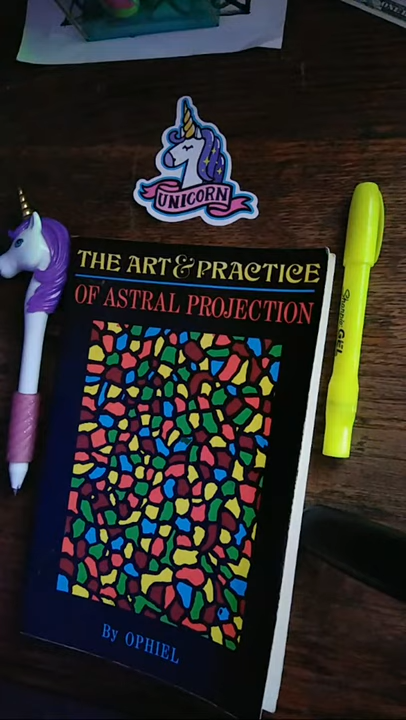 UNICORN
THE ART & PRACTICE
OF ASTRAL PROJECTION
Sharpie GEL
By OPHIEL